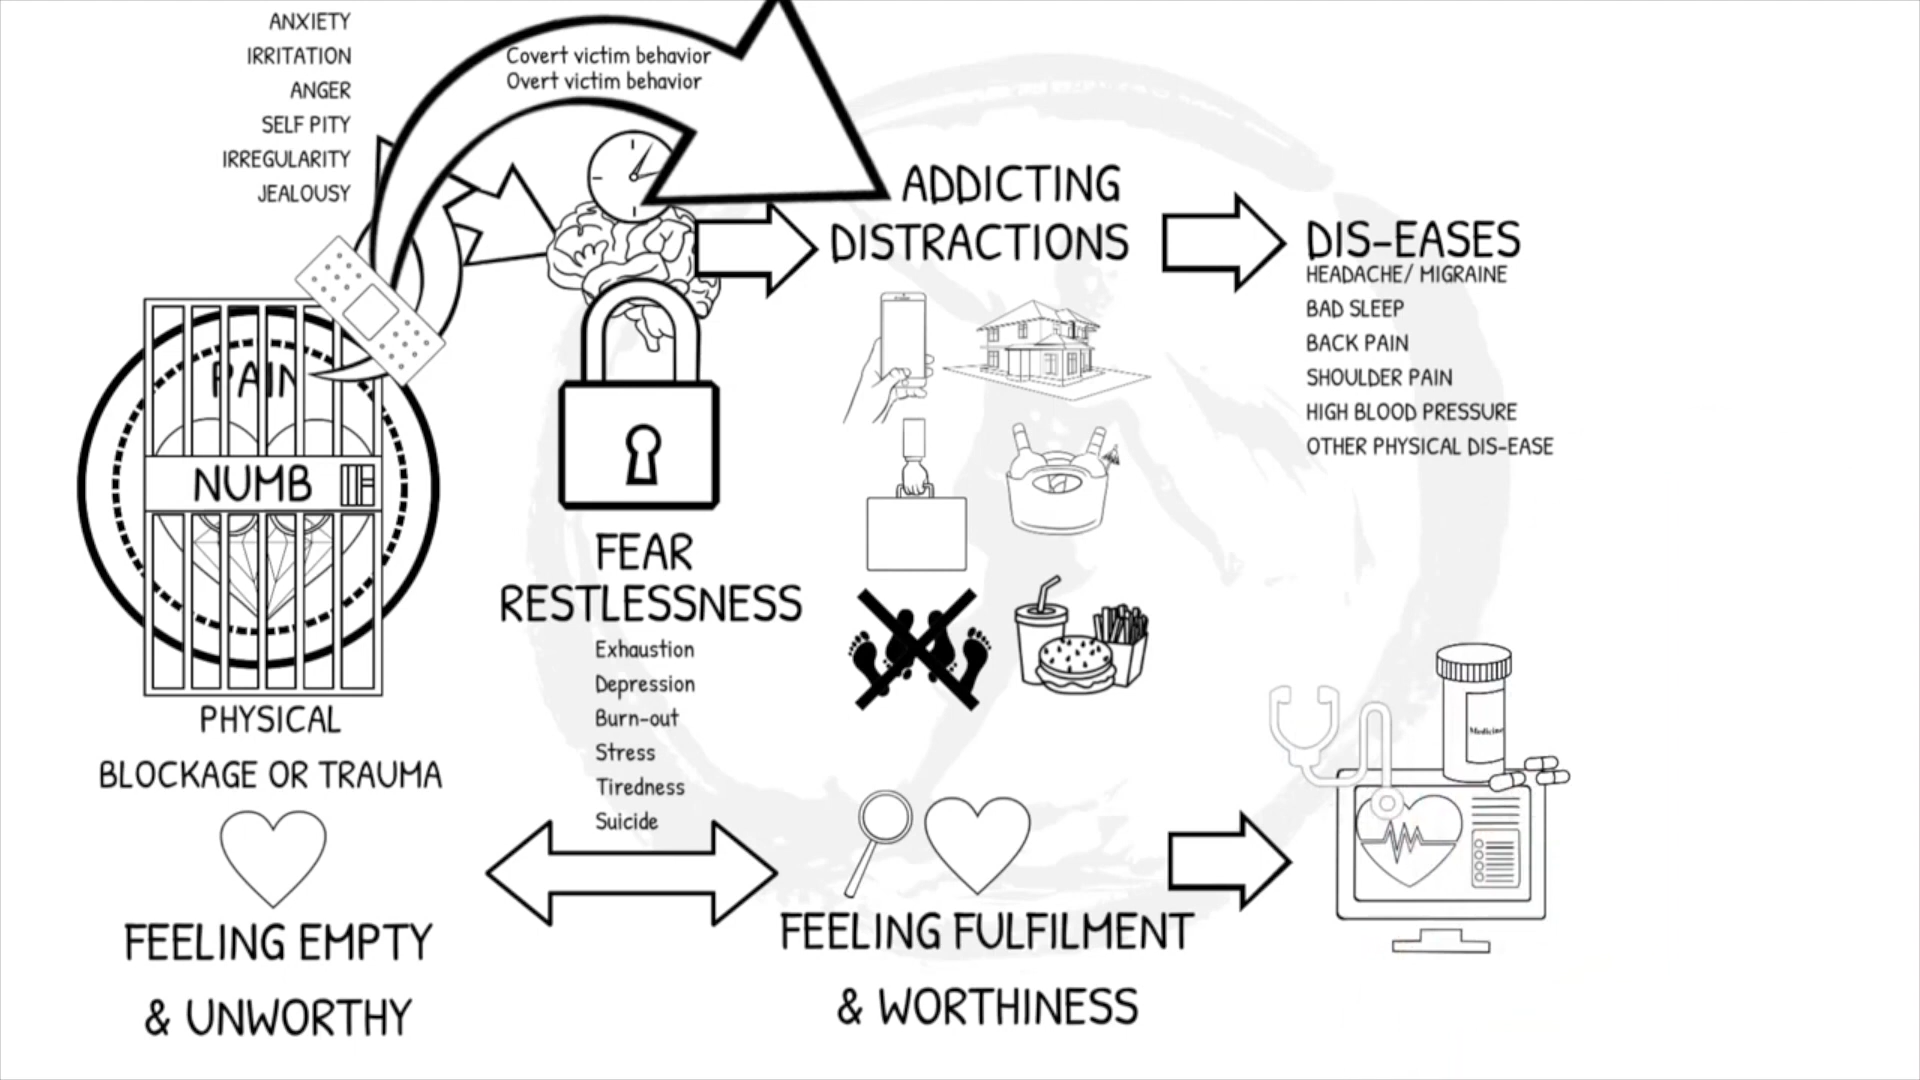 ANXIETY
IRRITATION
ANGER
SELF PITY
IRREGULARITY
JEALOUSY
Covert victim behavior
Overt victim behavior
PAIN
NUMB
PHYSICAL
BLOCKAGE OR TRAUMA
FEELING EMPTY
& UNWORTHY
FEAR
RESTLESSNESS
Exhaustion
Depression
Burn-out
Stress
Tiredness
Suicide
ADDICTING
DISTRACTIONS
FEELING FULFILMENT
& WORTHINESS
DIS-EASES
HEADACHE/ MIGRAINE
BAD SLEEP
BACK PAIN
SHOULDER PAIN
HIGH BLOOD PRESSURE
OTHER PHYSICAL DIS-EASE
Medicine